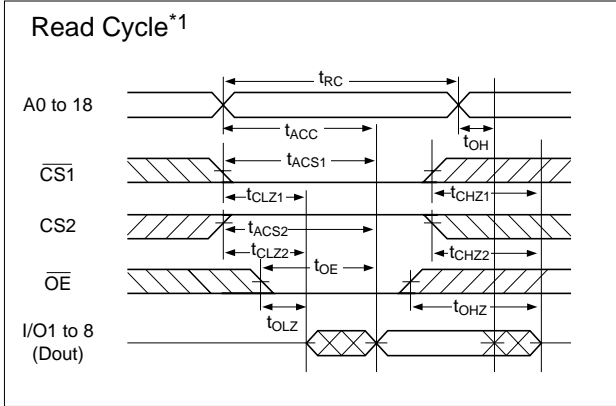 Read Cycle*1
tRC
A0 to 18
tACC
tOH
tACS1
CS1
tCLZ1
tCHZ1
CS2
tACS2
tCLZ2
tCHZ2
tOE
OE
tOHZ
tOLZ
I/O1 to 8
(Dout)